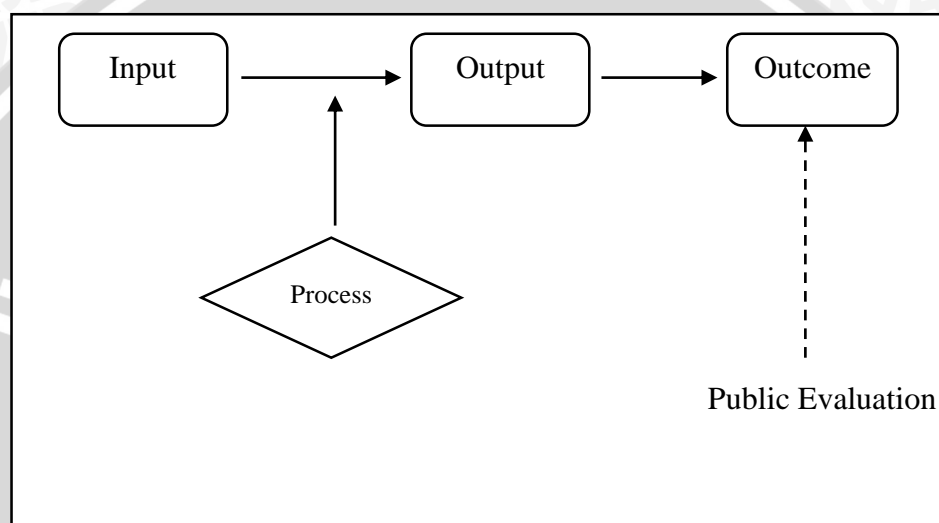 Input
Output
Outcome
Process
Public Evaluation